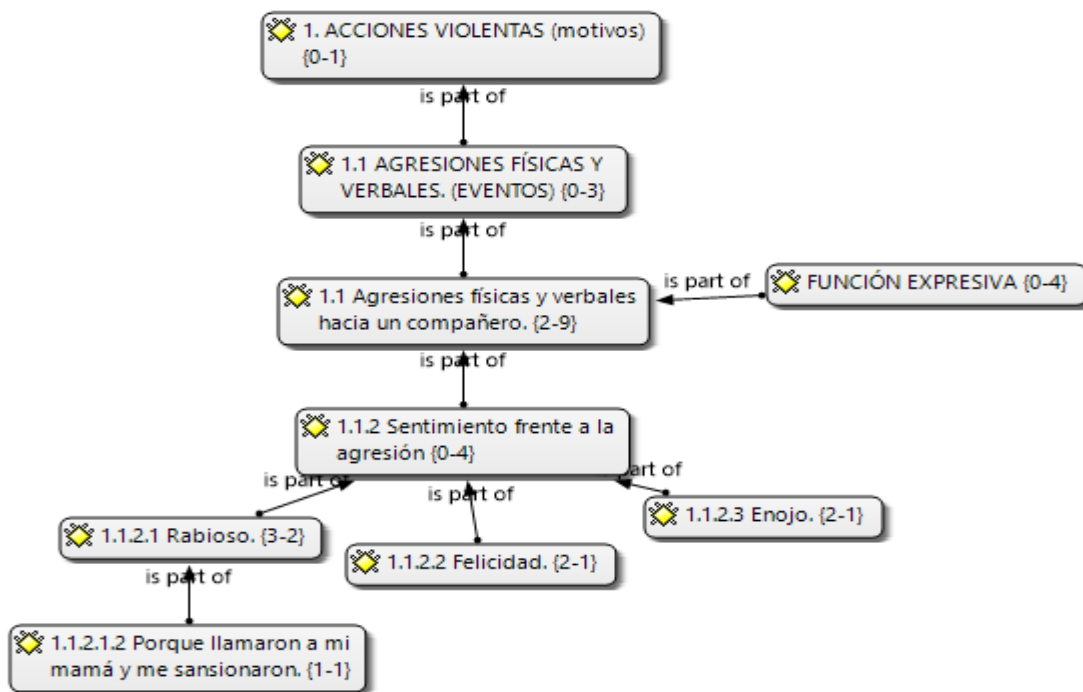 1. ACCIONES VIOLENTAS (motivos)
{0-1}
is part of
1.1 AGRESIONES FÍSICAS Y
VERBALES. (EVENTOS) {0-3}
is part of
1.1 Agresiones físicas y verbales
hacia un compañero. {2-9}
is part of
FUNCIÓN EXPRESIVA {0-4}
is part of
1.1.2 Sentimiento frente a la
agresión {0-4}
is part of
is part of
part of
1.1.2.1 Rabioso. {3-2}
1.1.2.2 Felicidad. {2-1}
1.1.2.3 Enojo. {2-1}
is part of
1.1.2.1.2 Porque llamaron a mi
mamá y me sansionaron. {1-1}